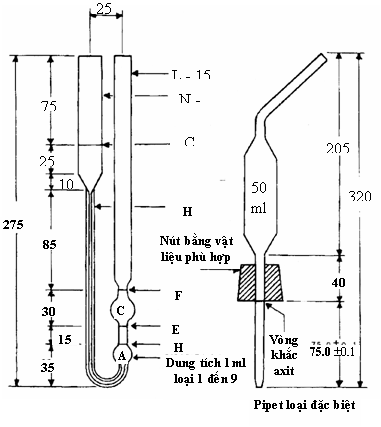 25
L - 15
75
N -
C
25
10
H
275
85
F
30
C
E
15
H
A
35
Dung tích 1 ml
loại 1 đến 9
205
320
50
ml
Nút bằng vật
liệu phù hợp
40
Vòng
khắc
axit
75.0 ±0.1
Pipet loại đặc biệt